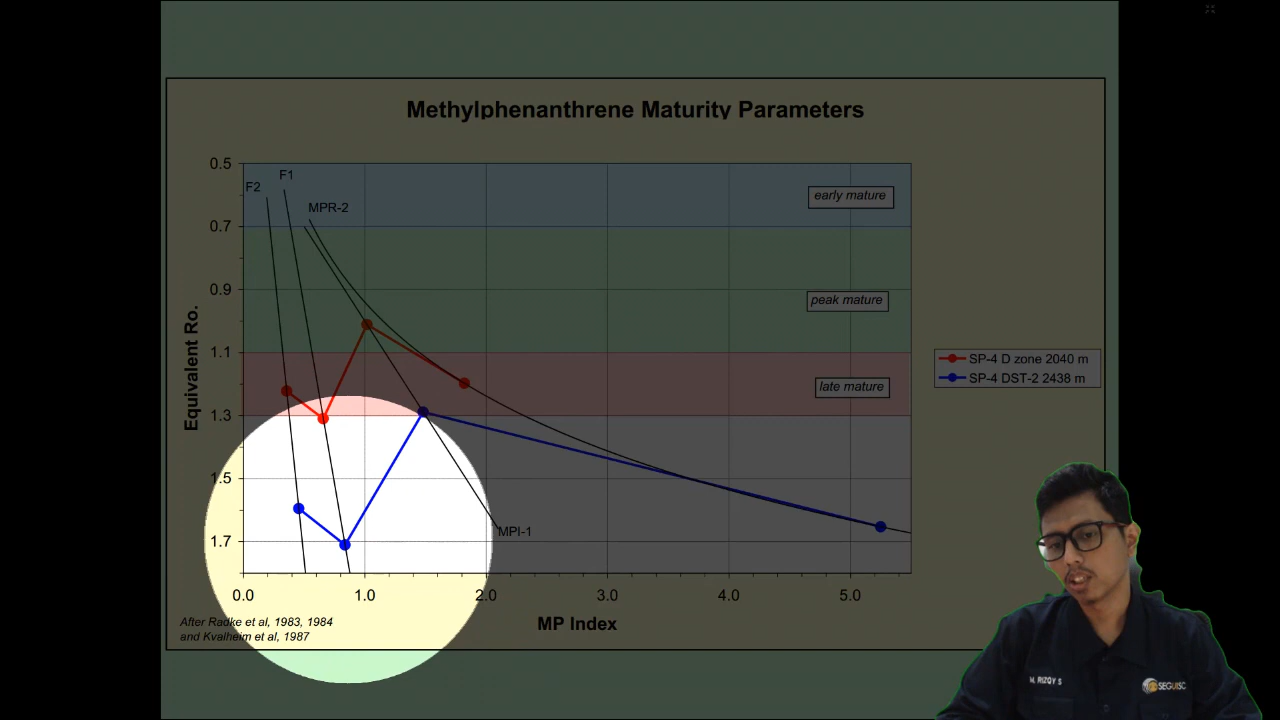 Methylphenanthrene Maturity Parameters
0.5
F1
F2
early mature
MPR-2
0.7
0.9
peak mature
Equivalent Ro.
1.1
SP-4 D zone 2040 m
late mature
SP-4 DST-2 2438 m
1.3
1.5
1.7
MPI-1
0.0 1.0 2.0 3.0 4.0 5.0
MP Index
After Radke et al, 1983, 1984
and Kvalheim et al, 1987
M. RIZQY S
SEGUISC